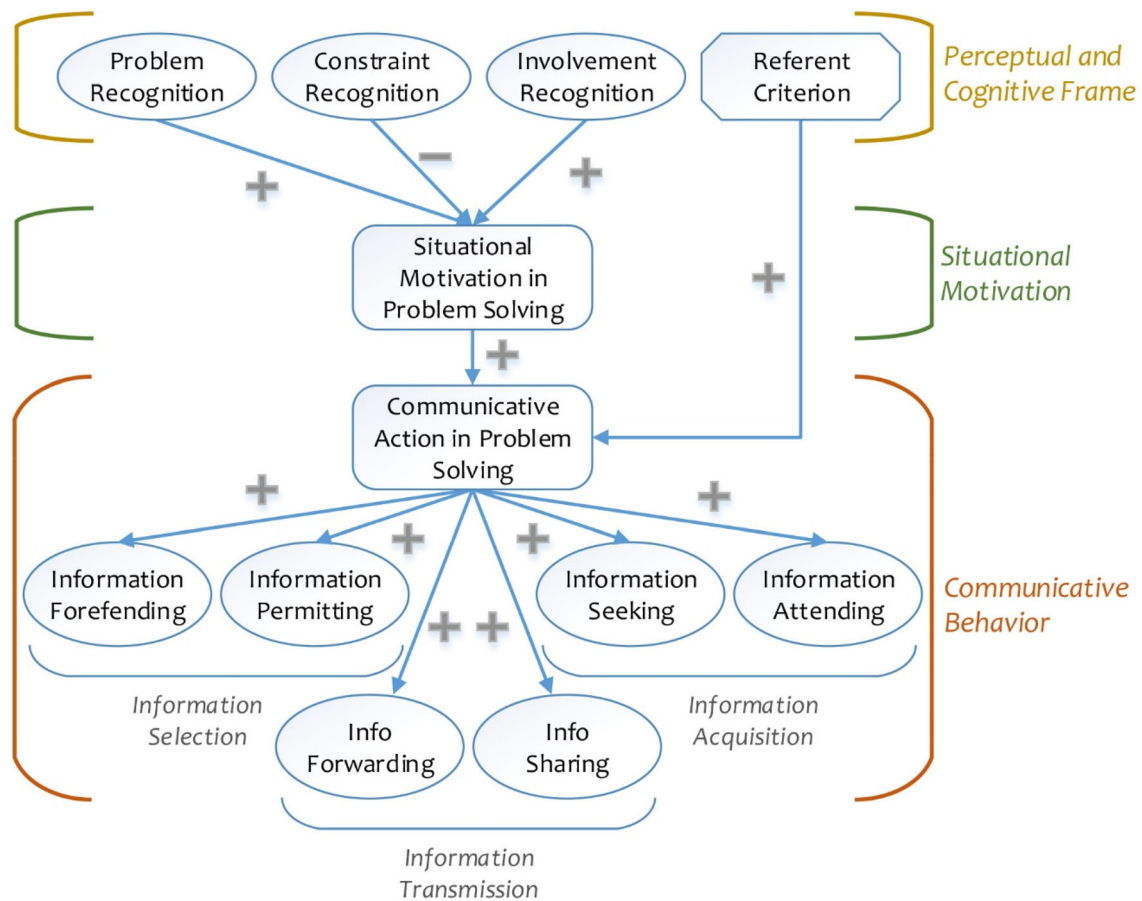 Problem
Recognition
Constraint
Recognition
Involvement
Recognition
Referent
Criterion
Perceptual and
Cognitive Frame
Situational
Motivation in
Problem Solving
Situational
Motivation
Communicative
Action in Problem
Solving
Information
Forefending
Information
Permitting
Information
Seeking
Information
Attending
Communicative
Behavior
Information
Selection
Info
Forwarding
Info
Sharing
Information
Acquisition
Information
Transmission